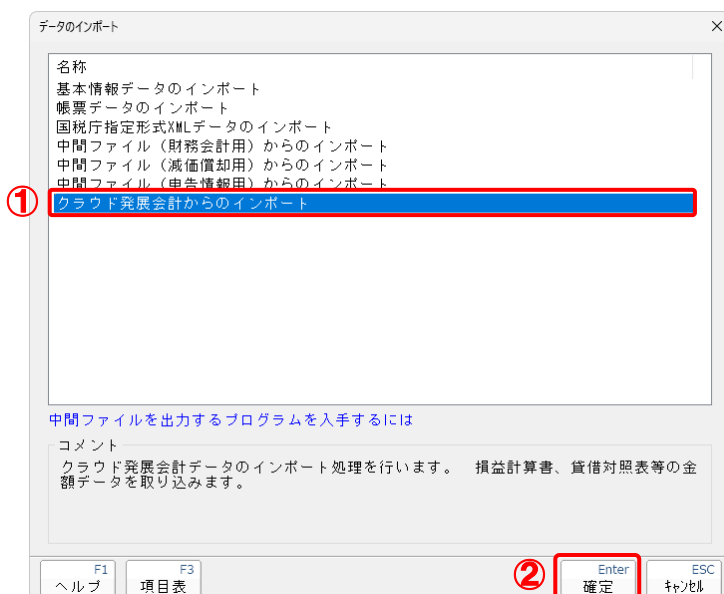 データのインポート
名称
基本情報データのインポート
帳票データのインポート
国税庁指定形式XMLデータのインポート
中間ファイル（財務会計用）からのインポート
中間ファイル（減価償却用）からのインポート
中間ファイル（申告情報用）からのインポート
① クラウド発展会計からのインポート
中間ファイルを出力するプログラムを入手するには
コメント
クラウド発展会計データのインポート処理を行います。 損益計算書、貸借対照表等の金
額データを取り込みます。
F1 F3 ② Enter ESC
ヘルプ 項目表 確定 ｷｬﾝｾﾙ